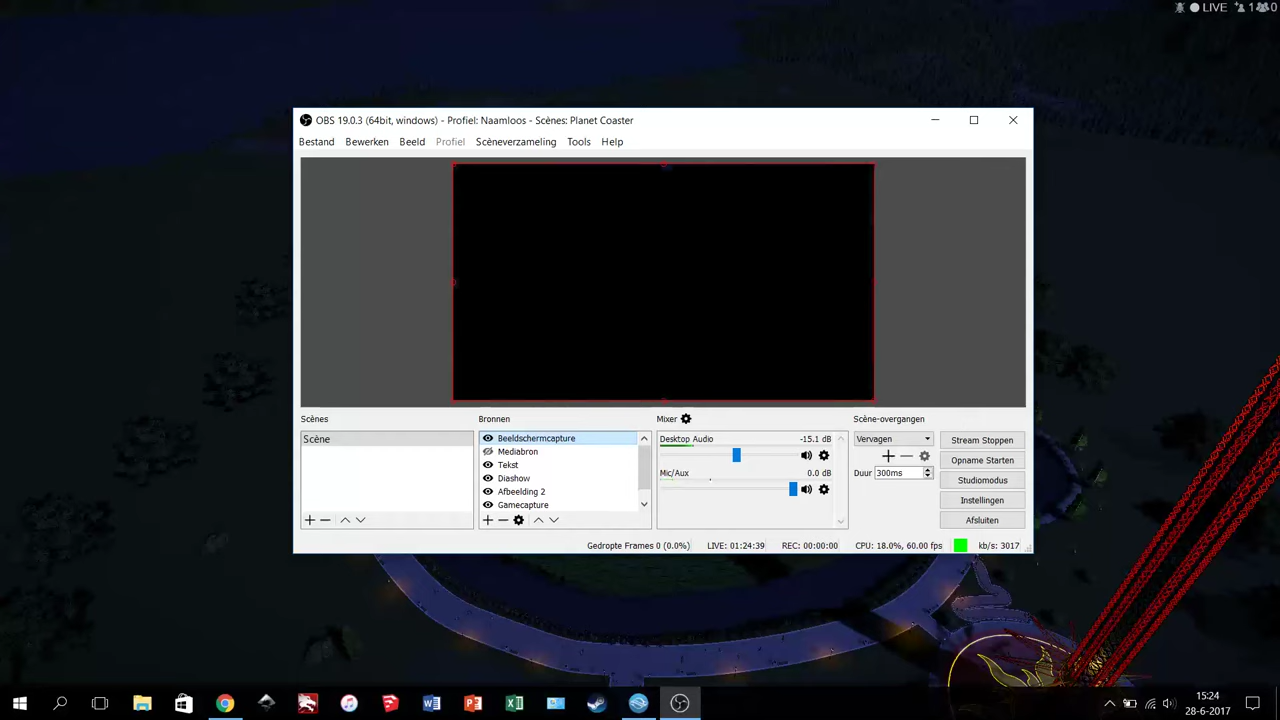 LIVE
OBS 19.0.3 (64bit, windows) - Profiel: Naamloos - Scènes: Planet Coaster
Bestand Bewerken Beeld Profiel Scèneverzameling Tools Help
Scènes
Scène
Bronnen
Beeldschermcapture
Mediabron
Tekst
Diashow
Afbeelding 2
Gamecapture
Mixer
Desktop Audio -15.1 dB
Mic/Aux 0.0 dB
Scène-overgangen
Vervagen
Duur 300ms
Stream Stoppen
Opname Starten
Studiomodus
Instellingen
Afsluiten
Gedropte Frames 0 (0.0%) LIVE: 01:24:39 REC: 00:00:00 CPU: 18.0%, 60.00 fps kb/s: 3017
15:24
28-6-2017